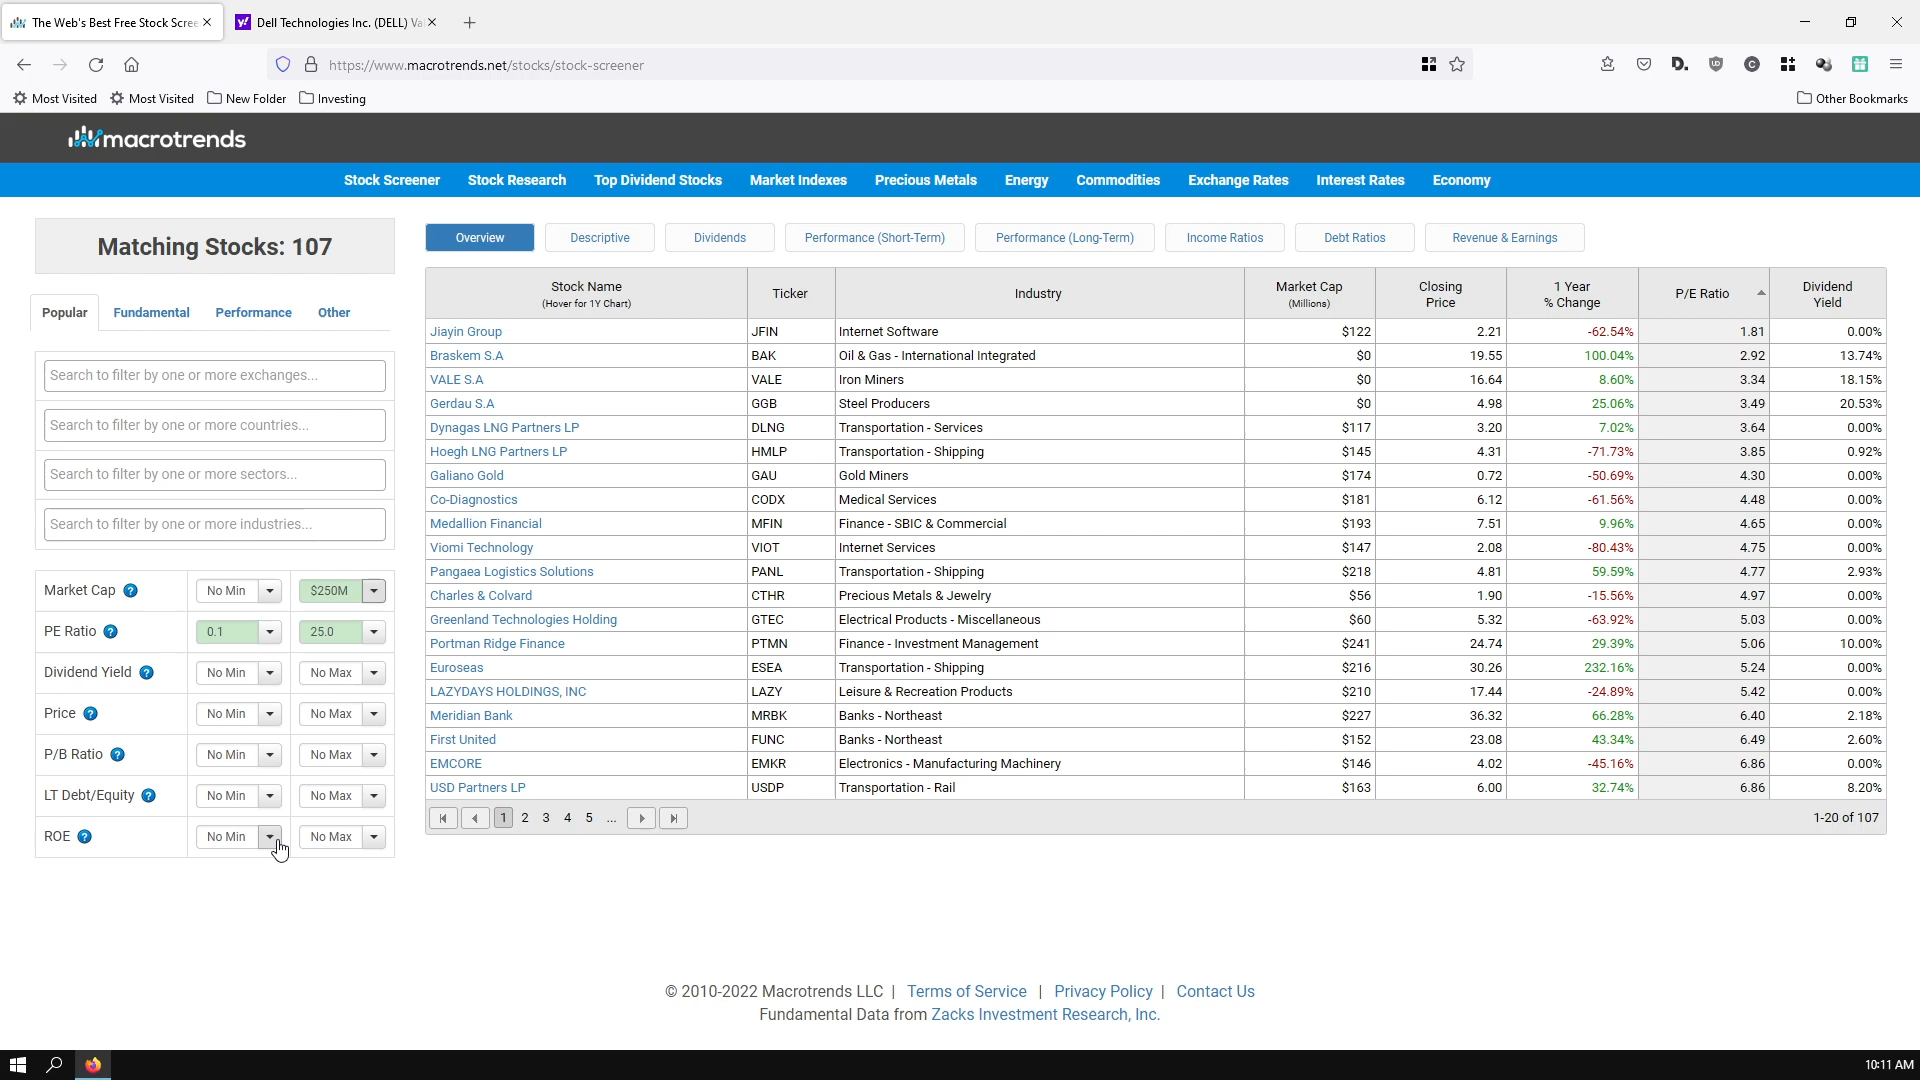 The Web's Best Free Stock Scree
Dell Technologies Inc. (DELL) Va
https://www.macrotrends.net/stocks/stock-screener
Most Visited Most Visited New Folder Investing Other Bookmarks
macrotrends
Stock Screener Stock Research Top Dividend Stocks Market Indexes Precious Metals Energy Commodities Exchange Rates Interest Rates Economy
Matching Stocks: 107
Popular Fundamental Performance Other
Search to filter by one or more exchanges...
Search to filter by one or more countries...
Search to filter by one or more sectors...
Search to filter by one or more industries...
Market Cap ? No Min $250M
PE Ratio ? 0.1 25.0
Dividend Yield ? No Min No Max
Price ? No Min No Max
P/B Ratio ? No Min No Max
LT Debt/Equity ? No Min No Max
ROE ? No Min No Max
Overview Descriptive Dividends Performance (Short-Term) Performance (Long-Term) Income Ratios Debt Ratios Revenue & Earnings
Stock Name (Hover for 1Y Chart) Ticker Industry Market Cap (Millions) Closing Price 1 Year % Change P/E Ratio Dividend Yield
Jiayin Group JFIN Internet Software $122 2.21 -62.54% 1.81 0.00%
Braskem S.A BAK Oil & Gas - International Integrated $0 19.55 100.04% 2.92 13.74%
VALE S.A VALE Iron Miners $0 16.64 8.60% 3.34 18.15%
Gerdau S.A GGB Steel Producers $0 4.98 25.06% 3.49 20.53%
Dynagas LNG Partners LP DLNG Transportation - Services $117 3.20 7.02% 3.64 0.00%
Hoegh LNG Partners LP HMLP Transportation - Shipping $145 4.31 -71.73% 3.85 0.92%
Galiano Gold GAU Gold Miners $174 0.72 -50.69% 4.30 0.00%
Co-Diagnostics CODX Medical Services $181 6.12 -61.56% 4.48 0.00%
Medallion Financial MFIN Finance - SBIC & Commercial $193 7.51 9.96% 4.65 0.00%
Viomi Technology VIOT Internet Services $147 2.08 -80.43% 4.75 0.00%
Pangaea Logistics Solutions PANL Transportation - Shipping $218 4.81 59.59% 4.77 2.93%
Charles & Colvard CTHR Precious Metals & Jewelry $56 1.90 -15.56% 4.97 0.00%
Greenland Technologies Holding GTEC Electrical Products - Miscellaneous $60 5.32 -63.92% 5.03 0.00%
Portman Ridge Finance PTMN Finance - Investment Management $241 24.74 29.39% 5.06 10.00%
Euroseas ESEA Transportation - Shipping $216 30.26 232.16% 5.24 0.00%
LAZYDAYS HOLDINGS, INC LAZY Leisure & Recreation Products $210 17.44 -24.89% 5.42 0.00%
Meridian Bank MRBK Banks - Northeast $227 36.32 66.28% 6.40 2.18%
First United FUNC Banks - Northeast $152 23.08 43.34% 6.49 2.60%
EMCORE EMKR Electronics - Manufacturing Machinery $146 4.02 -45.16% 6.86 0.00%
USD Partners LP USDP Transportation - Rail $163 6.00 32.74% 6.86 8.20%
1 2 3 4 5 ... 1-20 of 107
© 2010-2022 Macrotrends LLC | Terms of Service | Privacy Policy | Contact Us
Fundamental Data from Zacks Investment Research, Inc.
10:11 AM